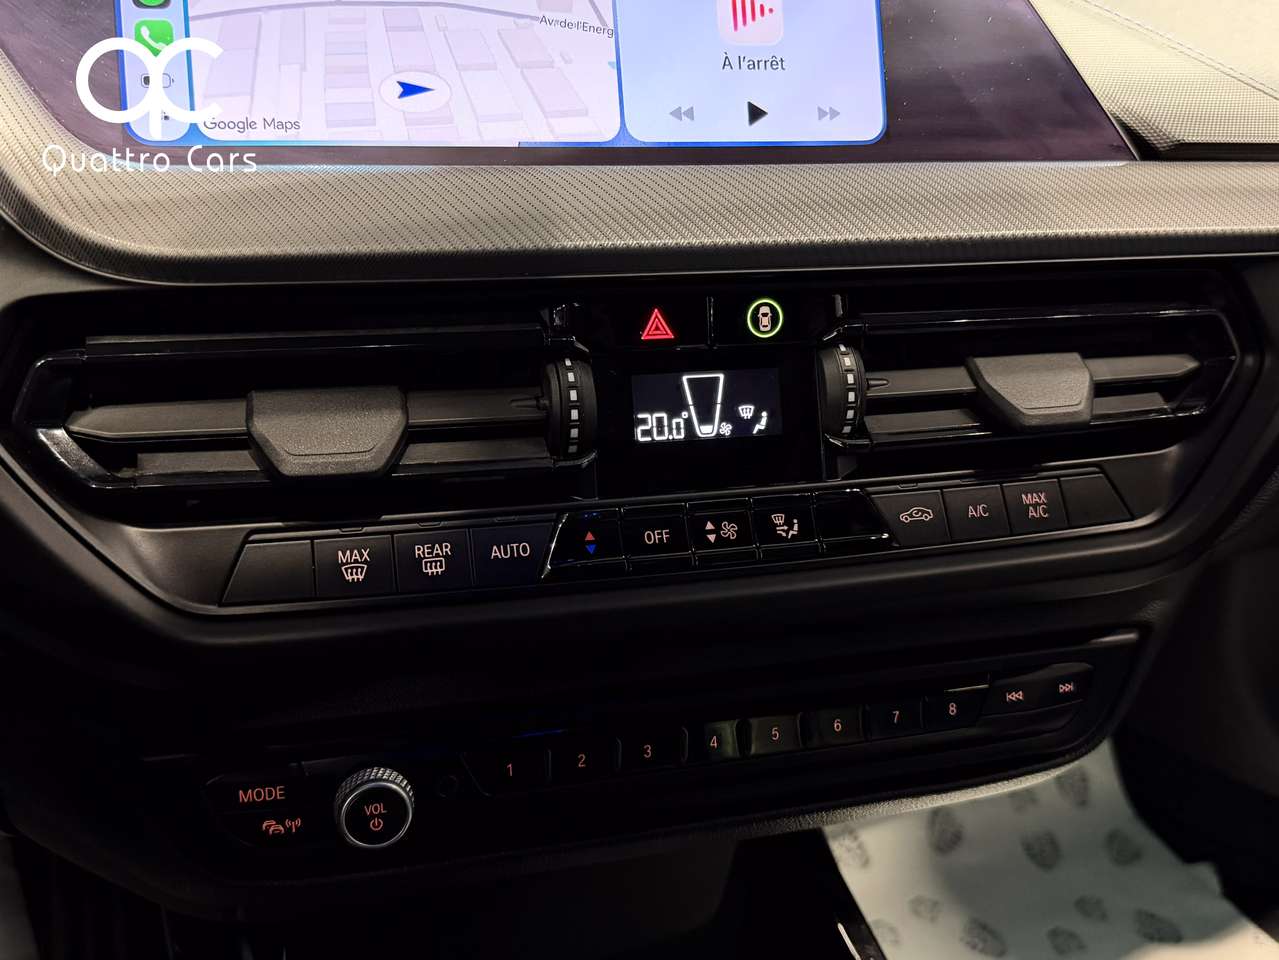 Av. de l'Energ
À l'arrêt
Google Maps
Quattro Cars
20.0°
MAX
REAR
AUTO
OFF
A/C
MAX
A/C
1
2
3
4
5
6
7
8
MODE
VOL